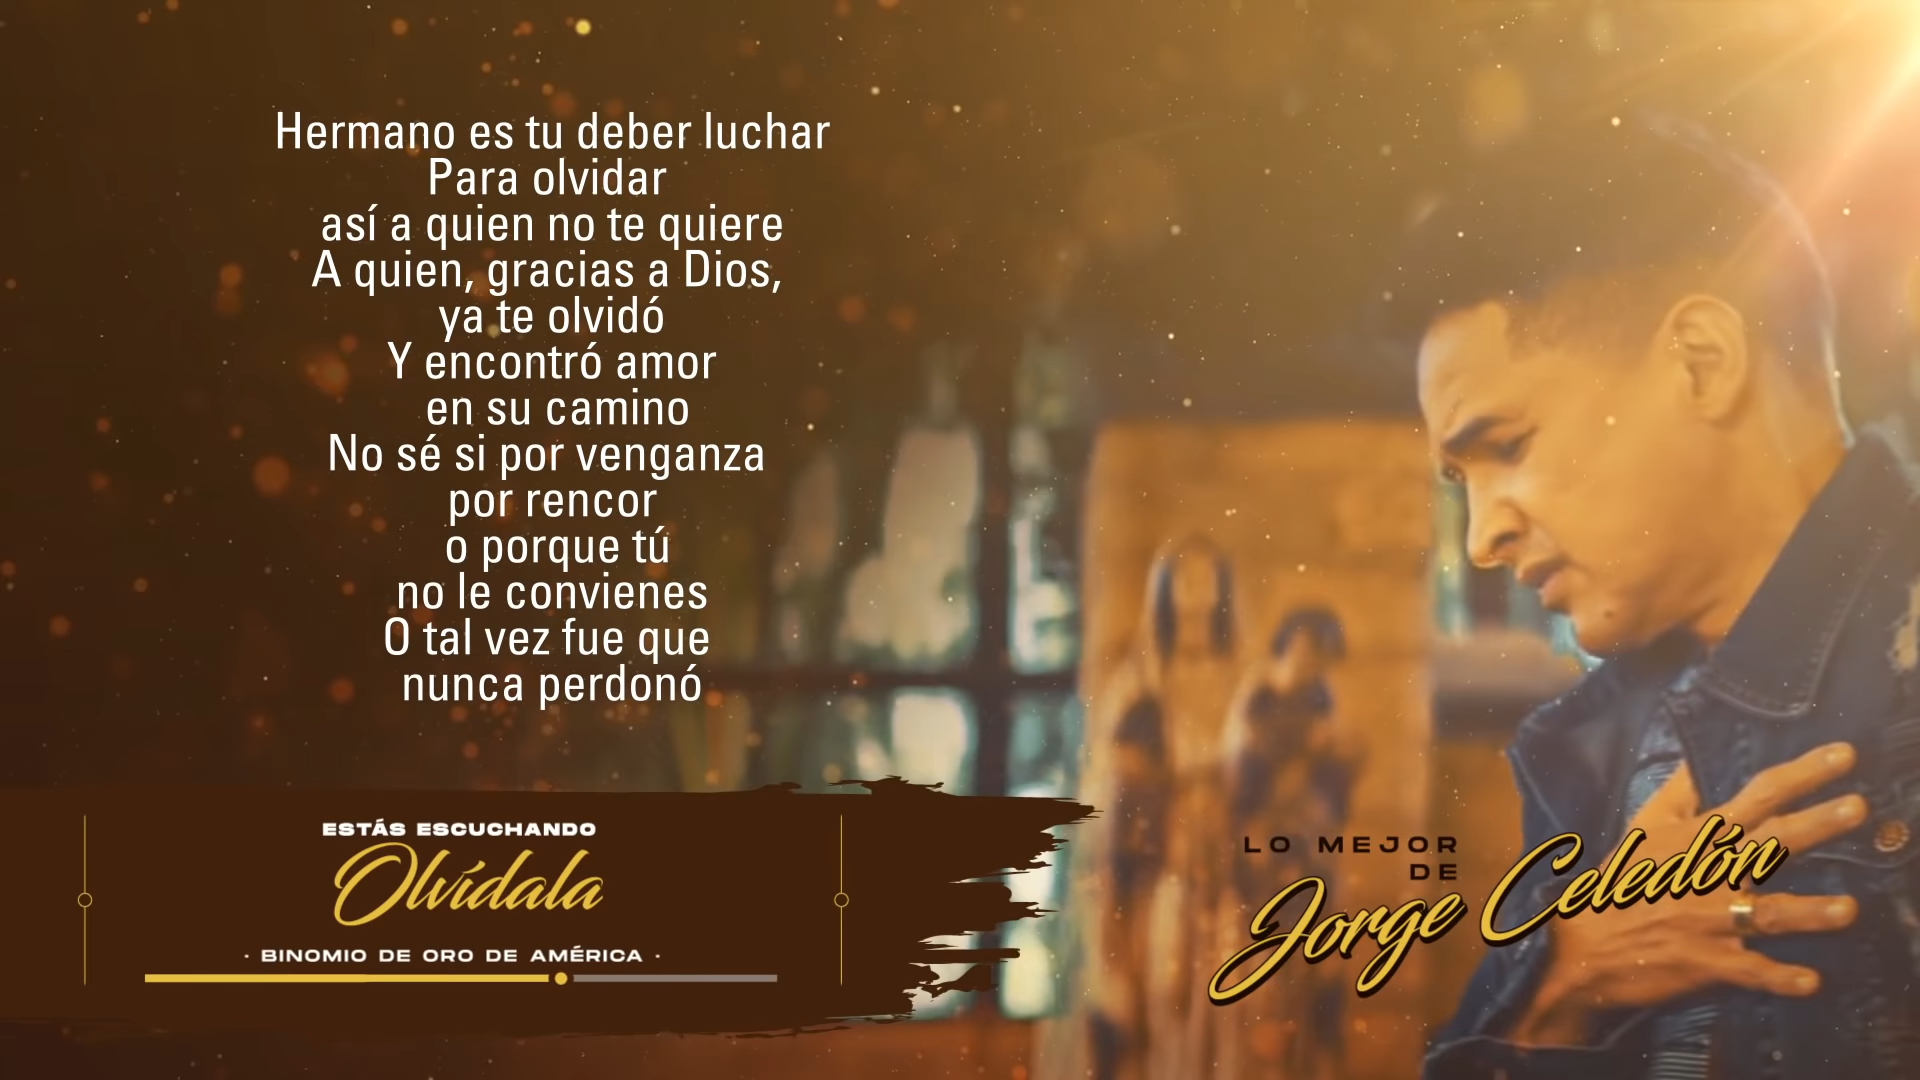 Hermano es tu deber luchar
Para olvidar
así a quien no te quiere
A quien, gracias a Dios,
ya te olvidó
Y encontró amor
en su camino
No sé si por venganza
por rencor
o porque tú
no le convienes
O tal vez fue que
nunca perdonó
ESTÁS ESCUCHANDO
Olvídala
· BINOMIO DE ORO DE AMÉRICA ·
LO MEJOR
DE
Jorge Celedón